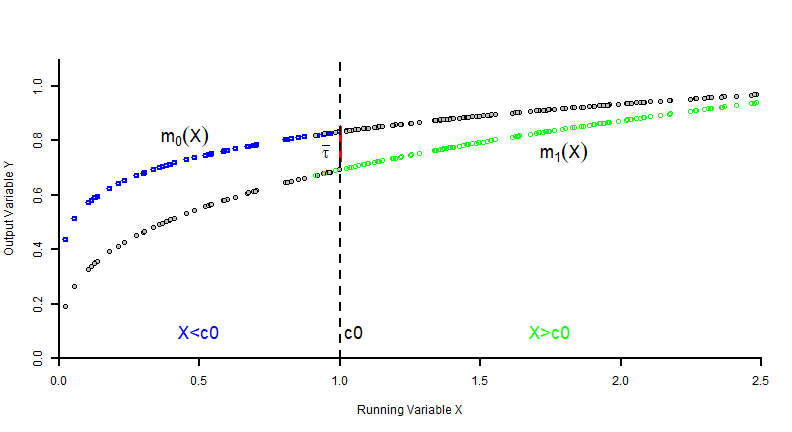 Output Variable Y
1.0
0.8
0.6
0.4
0.2
0.0
m₀(X)
τ̅
m₁(X)
X<c0
c0
X>c0
0.0 0.5 1.0 1.5 2.0 2.5
Running Variable X